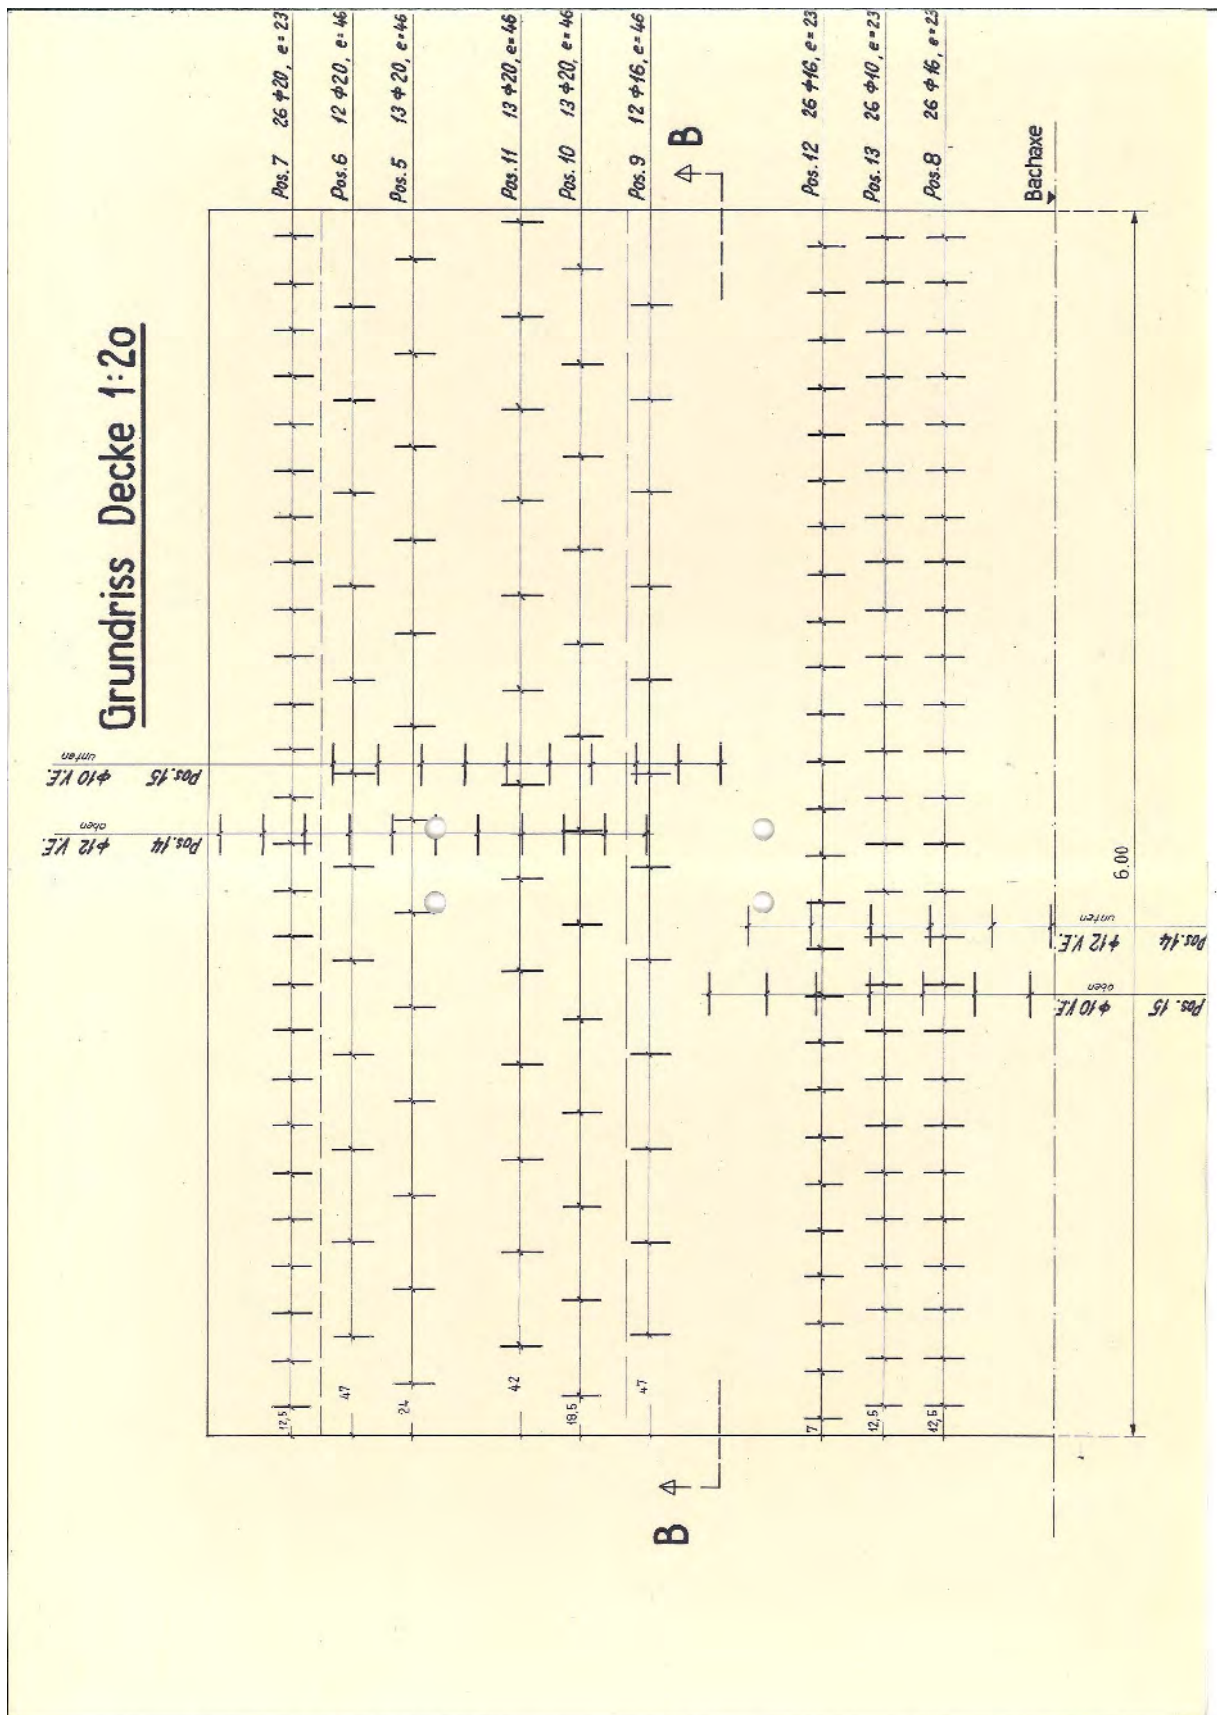 Grundriss Decke 1:20
Pos.7 26 ϕ20, e=23
Pos.6 12 ϕ20, e=46
Pos.5 13 ϕ20, e=46
Pos.11 13 ϕ20, e=46
Pos.10 13 ϕ20, e=46
Pos.9 12 ϕ16, e=46
B
Pos.12 26 ϕ16, e=23
Pos.13 26 ϕ10, e=23
Pos.8 26 ϕ16, e=23
Bachaxe
Pos.15 ϕ10 V.E.
unten
Pos.14 ϕ12 V.E.
oben
Pos.14 ϕ12 V.E.
unten
Pos.15 ϕ10 V.E.
oben
6.00
12,5
47
24
42
18,5
47
7
12,5
12,5
B